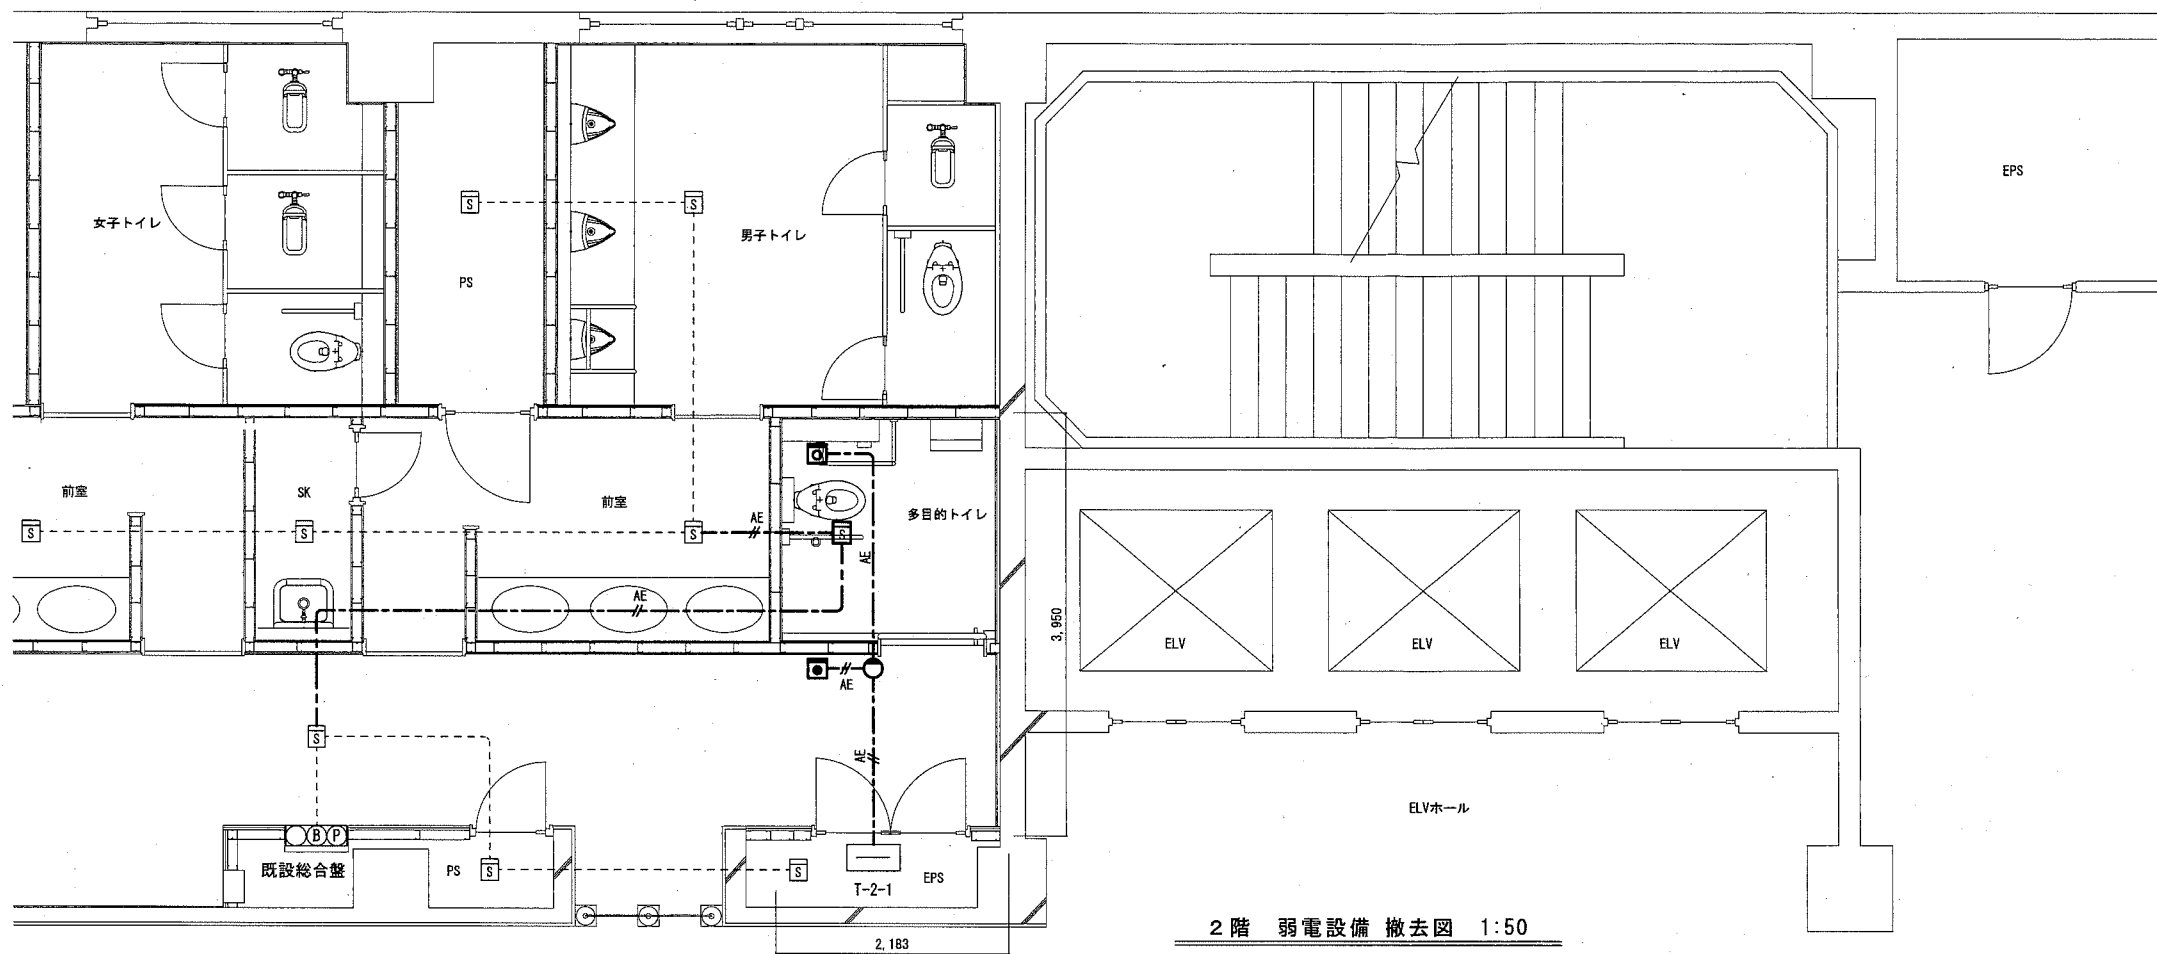 EPS
S
S
女子トイレ
男子トイレ
PS
前室
SK
前室
多目的トイレ
S
S
S
AE
S
AE
AE
3,950
ELV
ELV
ELV
AE
S
AE
ELVホール
B P
既設総合盤
PS
S
S
T-2-1
EPS
2階 弱電設備 撤去図 1:50
2,183